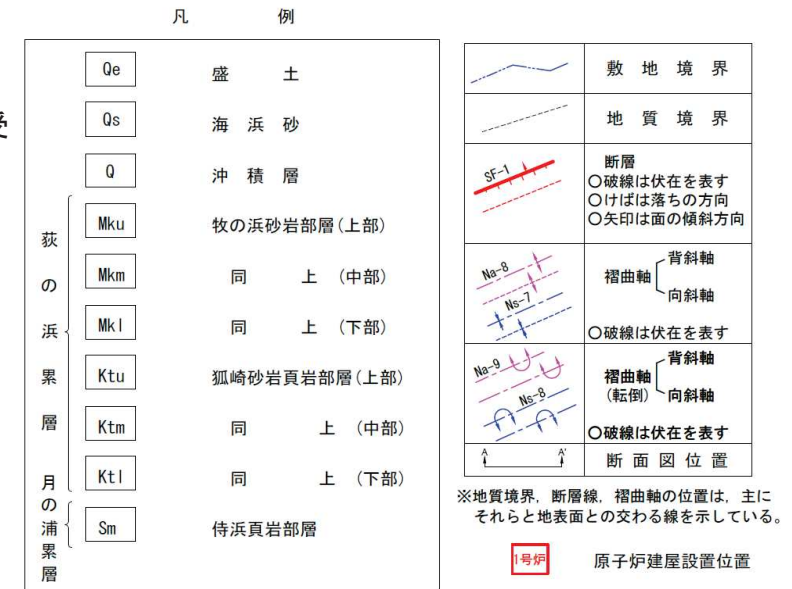 凡 例
Qe 盛 土
Qs 海 浜 砂
Q 沖 積 層
荻の浜累層
Mku 牧の浜砂岩部層(上部)
Mkm 同 上 (中部)
Mkl 同 上 (下部)
Ktu 狐崎砂岩頁岩部層(上部)
Ktm 同 上 (中部)
Ktl 同 上 (下部)
月の浦累層
Sm 侍浜頁岩部層
敷 地 境 界
地 質 境 界
SF-1
断層
○破線は伏在を表す
○けばは落ちの方向
○矢印は面の傾斜方向
Na-8
Ns-7
褶曲軸
背斜軸
向斜軸
○破線は伏在を表す
Na-9
Ns-8
褶曲軸
(転倒)
背斜軸
向斜軸
○破線は伏在を表す
A A' 断 面 図 位 置
※地質境界，断層線，褶曲軸の位置は，主に
それらと地表面との交わる線を示している。
1号炉 原子炉建屋設置位置